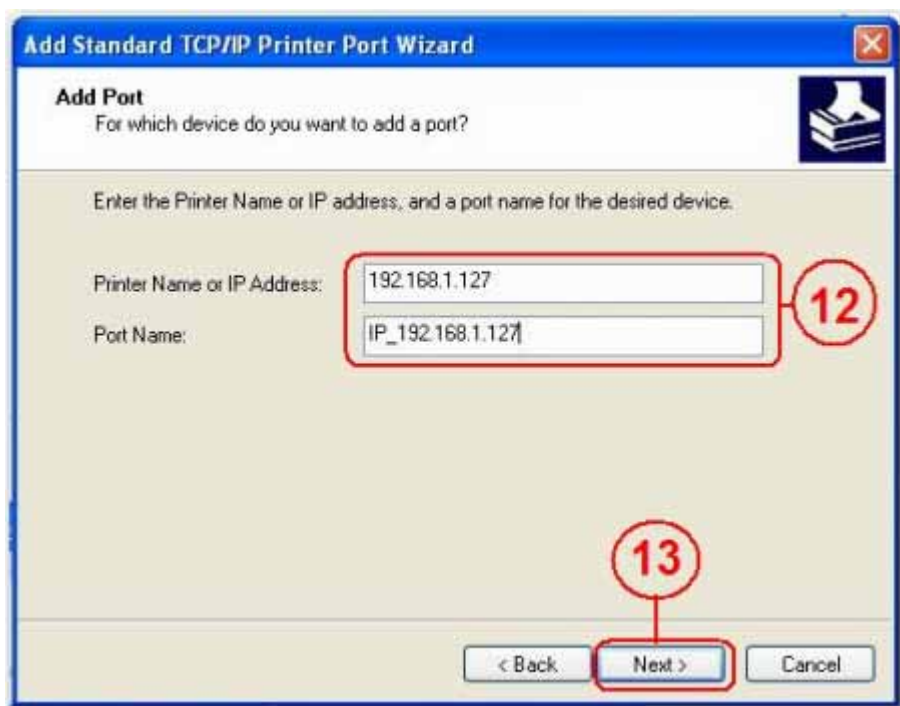 Add Standard TCP/IP Printer Port Wizard
Add Port
For which device do you want to add a port?
Enter the Printer Name or IP address, and a port name for the desired device.
Printer Name or IP Address: 192.168.1.127
12
Port Name: IP_192.168.1.127
13
< Back Next > Cancel